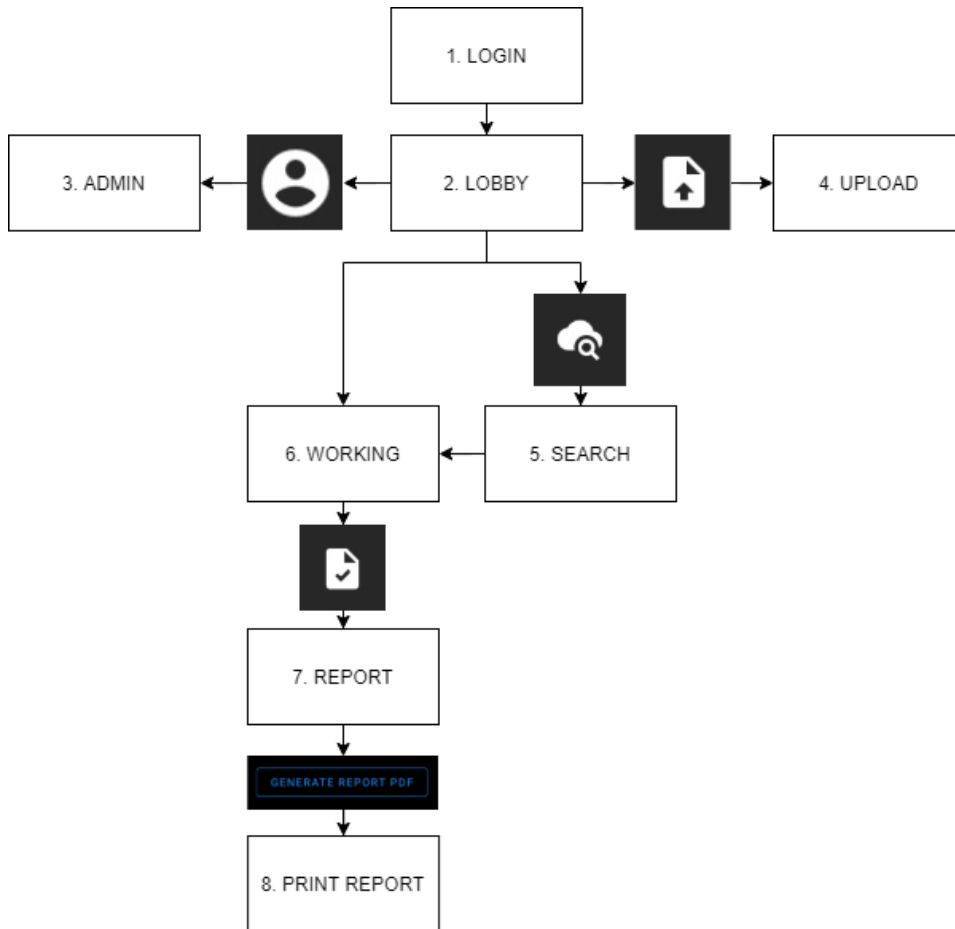 1. LOGIN
3. ADMIN
2. LOBBY
4. UPLOAD
6. WORKING
5. SEARCH
7. REPORT
GENERATE REPORT PDF
8. PRINT REPORT